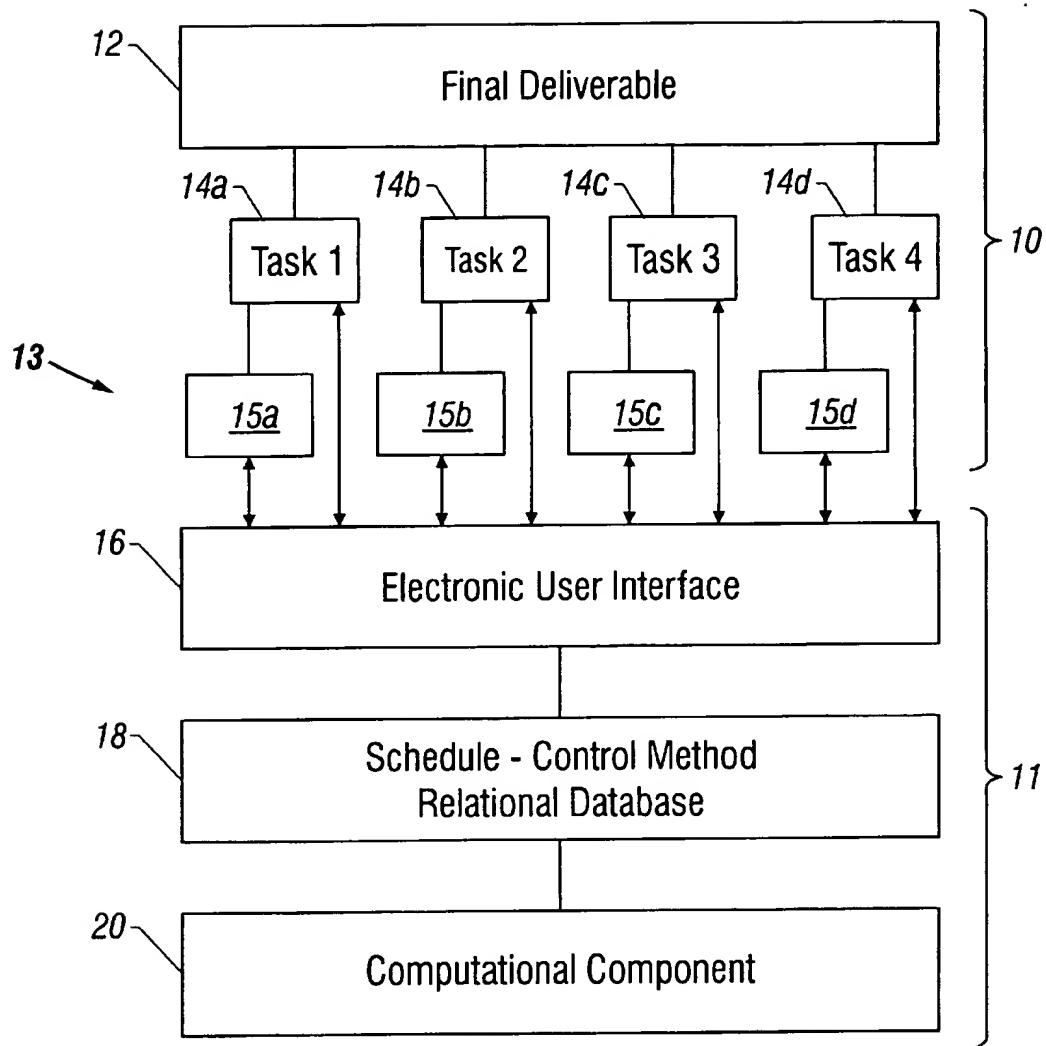 12
Final Deliverable
14a
14b
14c
14d
Task 1
Task 2
Task 3
Task 4
10
13
15a
15b
15c
15d
16
Electronic User Interface
18
Schedule - Control Method
Relational Database
11
20
Computational Component